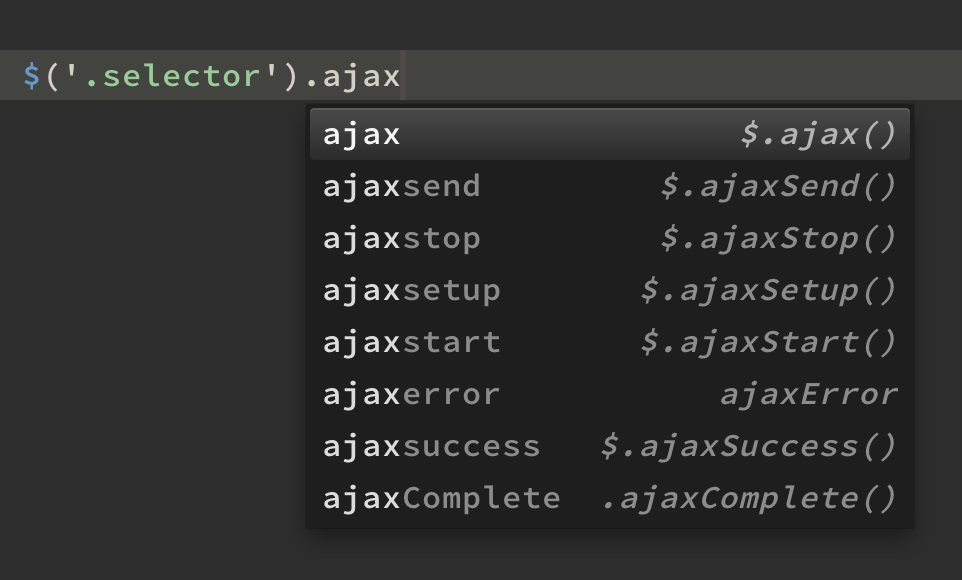 $('.selector').ajax
ajax $.ajax()
ajaxsend $.ajaxSend()
ajaxstop $.ajaxStop()
ajaxsetup $.ajaxSetup()
ajaxstart $.ajaxStart()
ajaxerror ajaxError
ajaxsuccess $.ajaxSuccess()
ajaxComplete .ajaxComplete()